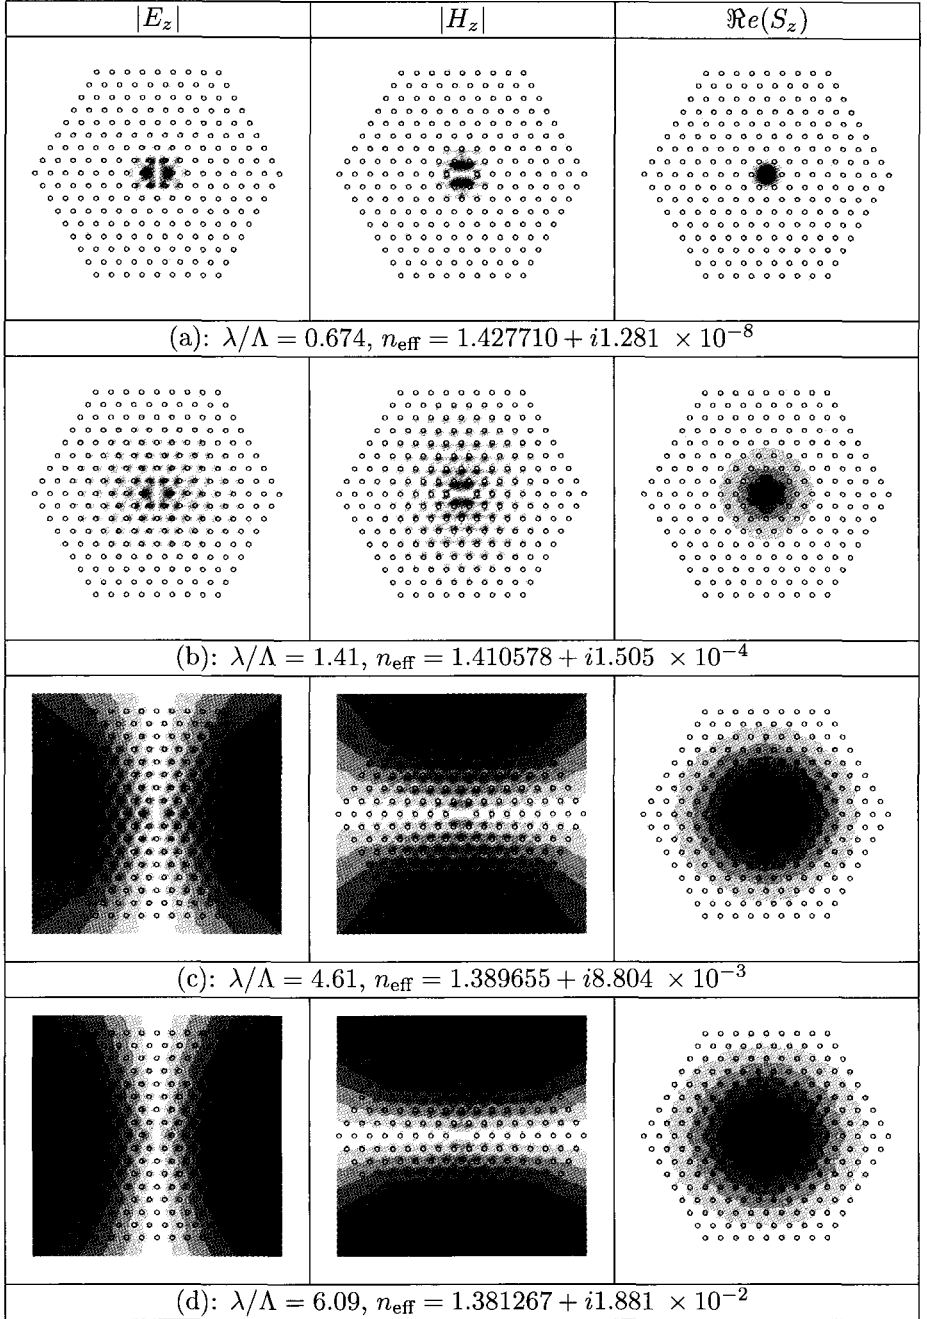 |E_z| |H_z| ℜe(S_z)
(a): λ/Λ = 0.674, n_eff = 1.427710 + i1.281 × 10^−8
(b): λ/Λ = 1.41, n_eff = 1.410578 + i1.505 × 10^−4
(c): λ/Λ = 4.61, n_eff = 1.389655 + i8.804 × 10^−3
(d): λ/Λ = 6.09, n_eff = 1.381267 + i1.881 × 10^−2